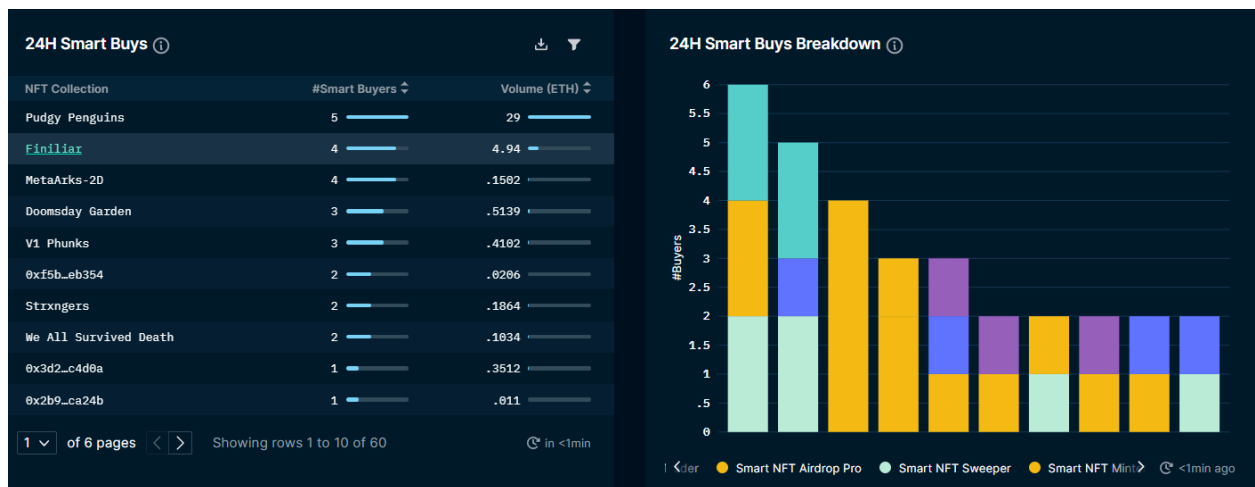 24H Smart Buys
NFT Collection #Smart Buyers Volume (ETH)
Pudgy Penguins 5 29
Finiliar 4 4.94
MetaArks-2D 4 .1502
Doomsday Garden 3 .5139
V1 Phunks 3 .4102
0xf5b…eb354 2 .0206
Strxngers 2 .1864
We All Survived Death 2 .1034
0x3d2…c4d0a 1 .3512
0x2b9…ca24b 1 .011
1 of 6 pages Showing rows 1 to 10 of 60 in <1min
24H Smart Buys Breakdown
#Buyers
6
5.5
5
4.5
4
3.5
3
2.5
2
1.5
1
.5
0
der Smart NFT Airdrop Pro Smart NFT Sweeper Smart NFT Mint <1min ago